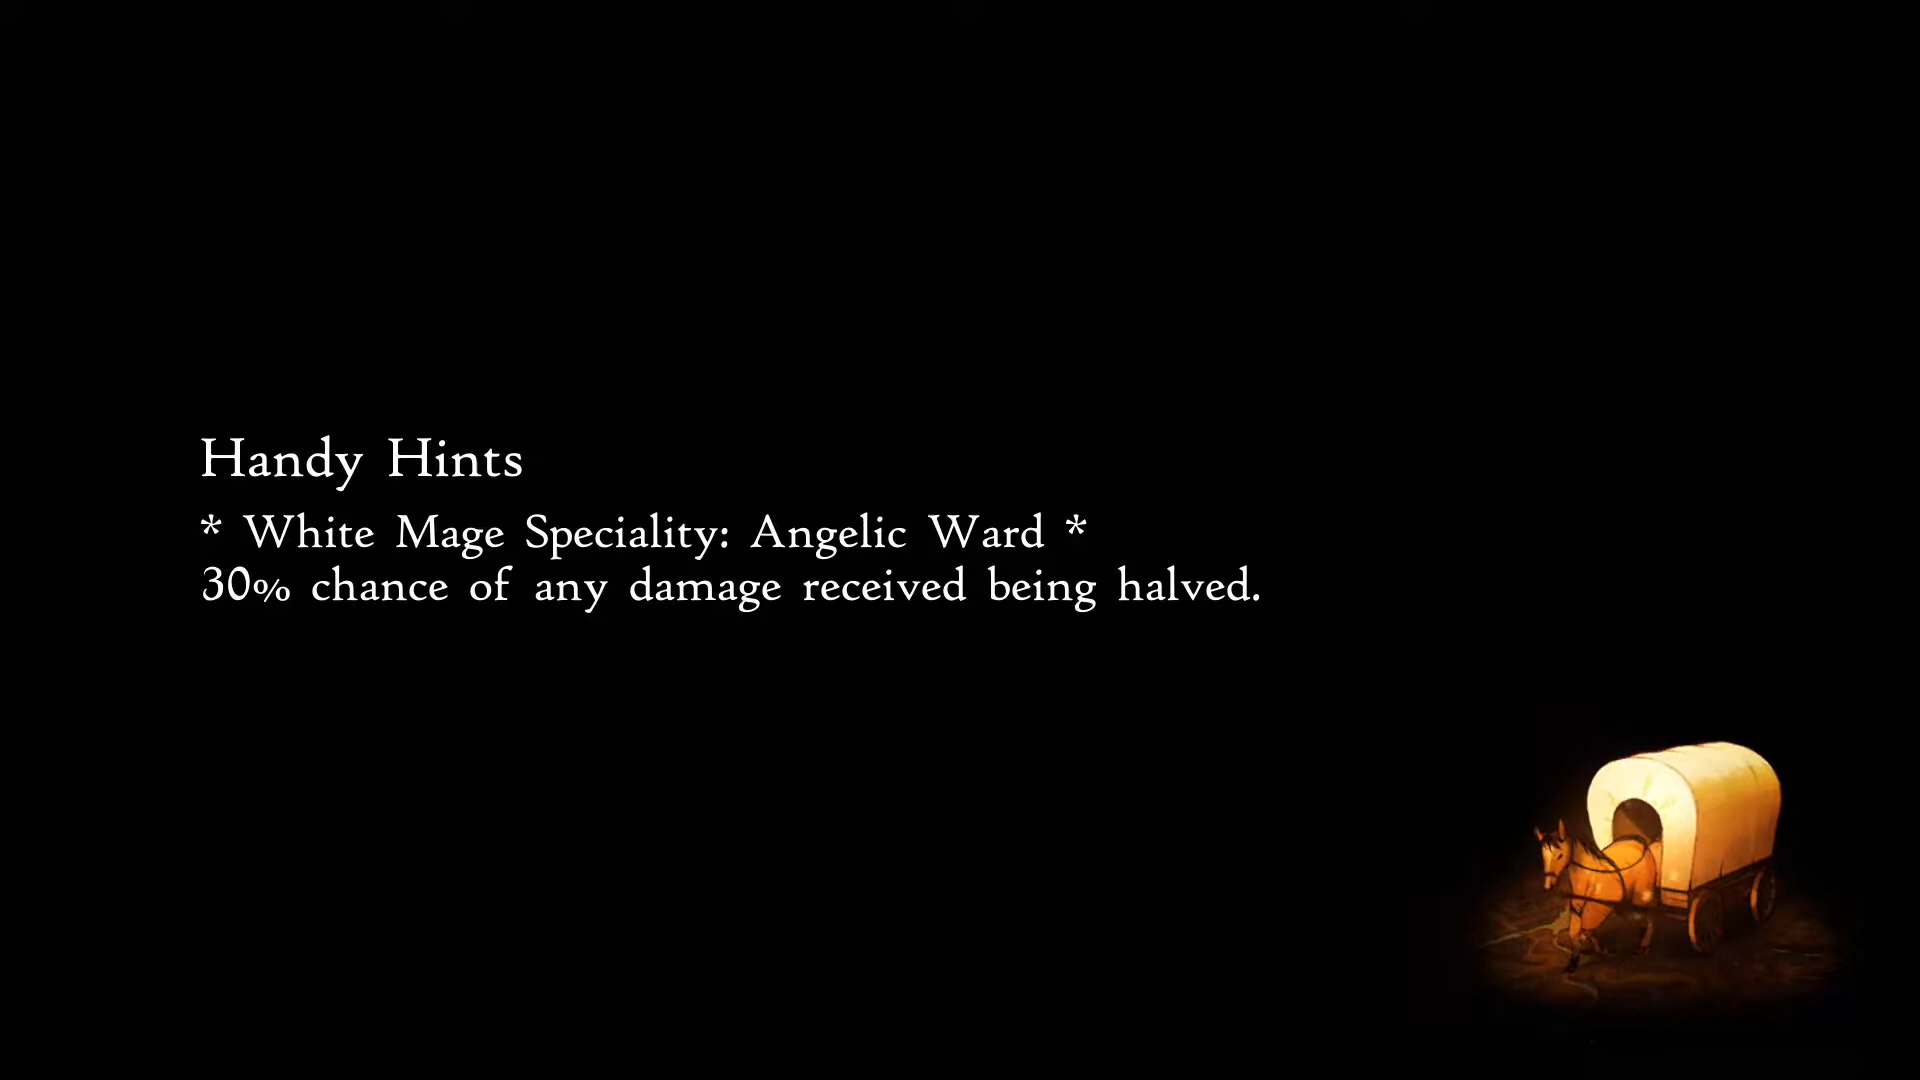 Handy Hints
* White Mage Speciality: Angelic Ward *
30% chance of any damage received being halved.